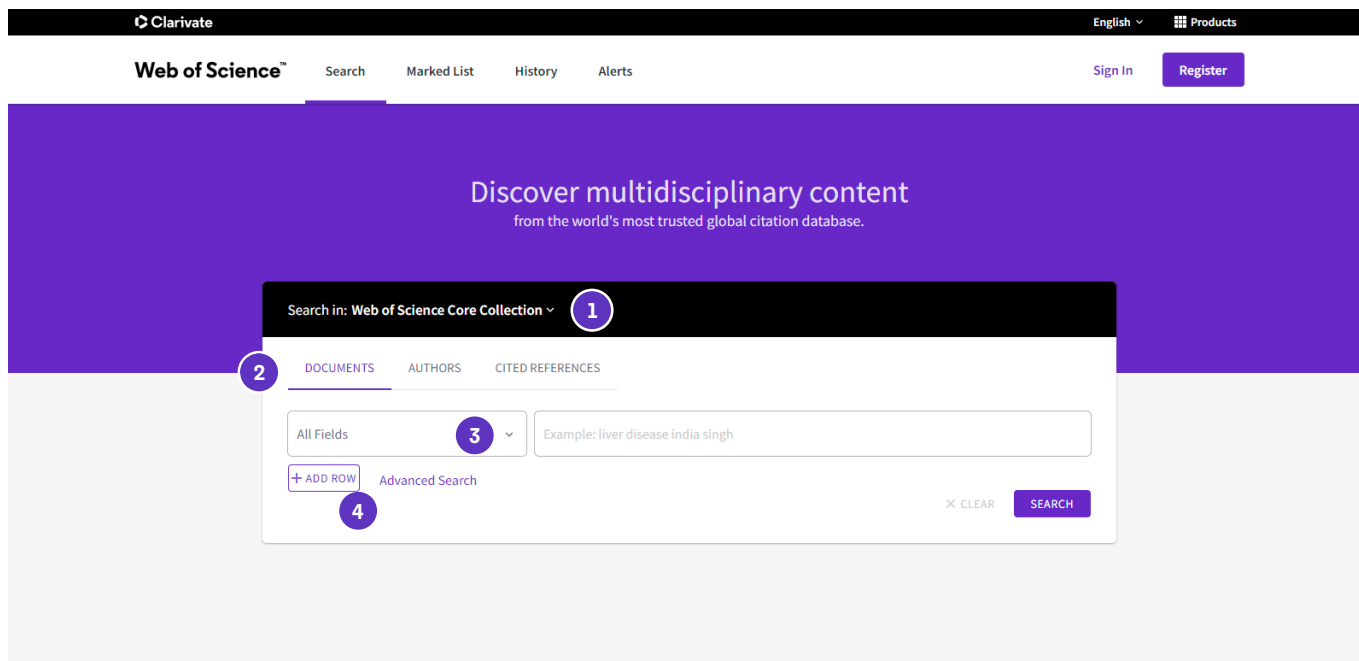 Clarivate
English
Products
Web of Science™
Search
Marked List
History
Alerts
Sign In
Register
Discover multidisciplinary content
from the world's most trusted global citation database.
Search in: Web of Science Core Collection
1
2
DOCUMENTS
AUTHORS
CITED REFERENCES
All Fields
3
Example: liver disease india singh
+ ADD ROW
Advanced Search
4
× CLEAR
SEARCH